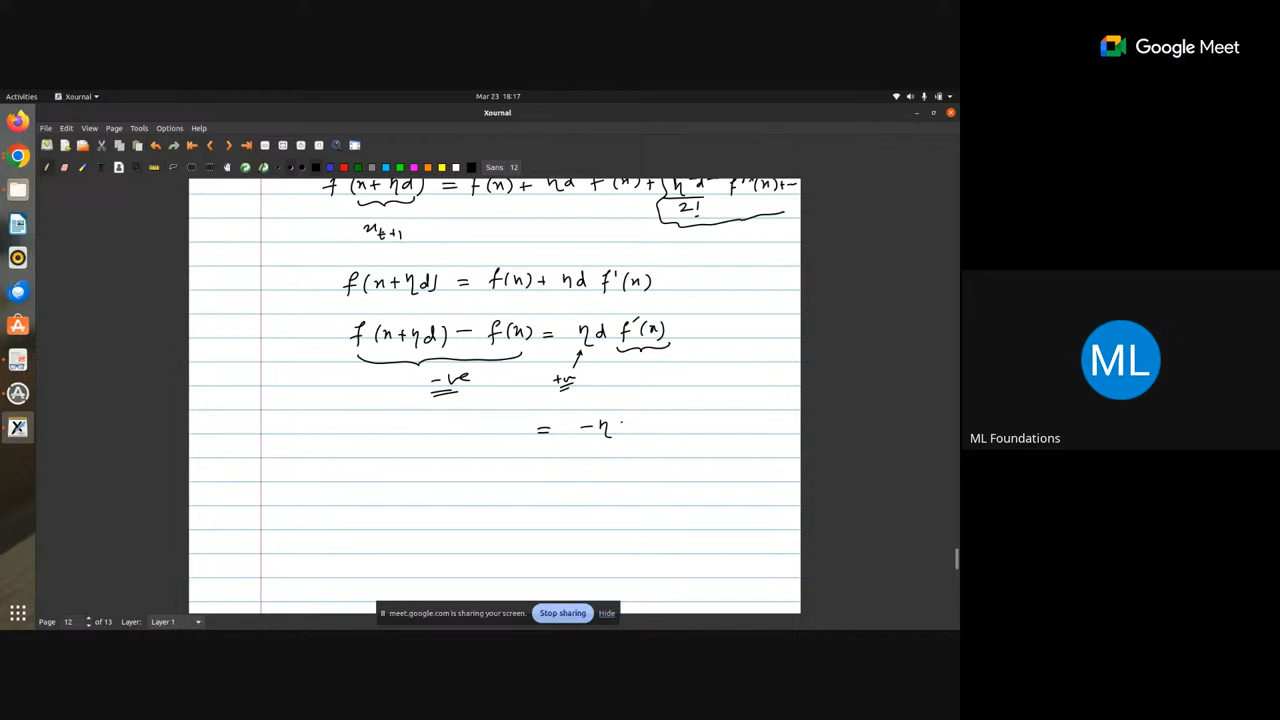 Google Meet
Activities Xournal Mar 23 18:17
Xournal
File Edit View Page Tools Options Help
Sans 12
f(x+ηd) = f(x) + ηd f'(x) + η²d² f''(x)+-
2!
x_{t+1}
f(x+ηd) = f(x) + ηd f'(x)
f(x+ηd) - f(x) = ηd f'(x)
-ve +ve
= -η
ML
ML Foundations
meet.google.com is sharing your screen. Stop sharing Hide
Page 12 of 13 Layer: Layer 1